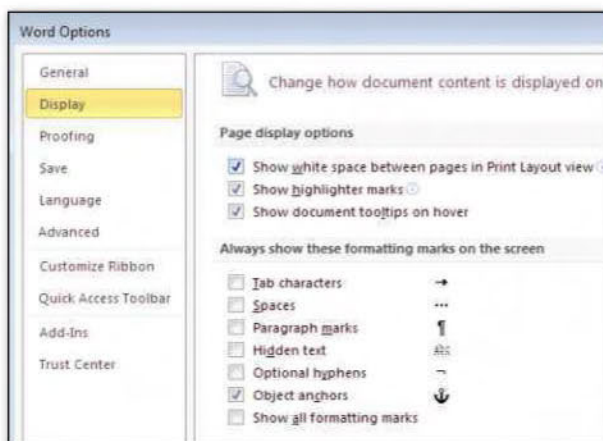 Word Options
General
Display
Proofing
Save
Language
Advanced
Customize Ribbon
Quick Access Toolbar
Add-Ins
Trust Center
Change how document content is displayed on
Page display options
Show white space between pages in Print Layout view
Show highlighter marks
Show document tooltips on hover
Always show these formatting marks on the screen
Tab characters →
Spaces ···
Paragraph marks ¶
Hidden text abc
Optional hyphens ¬
Object anchors ⚓
Show all formatting marks